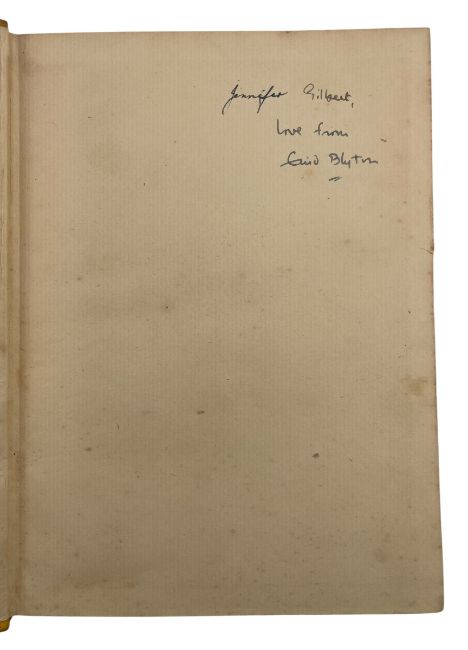 Jennifer Gilbert,
Love from
Enid Blyton